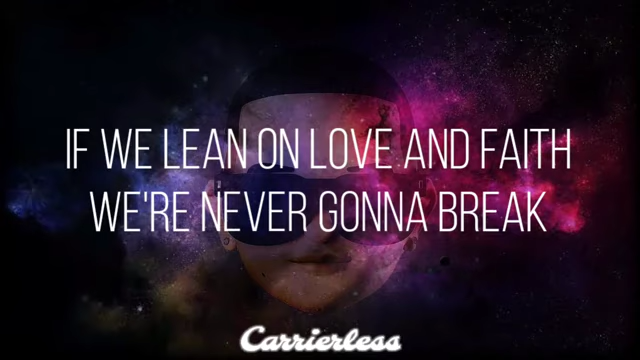 IF WE LEAN ON LOVE AND FAITH
WE'RE NEVER GONNA BREAK
Carrierless